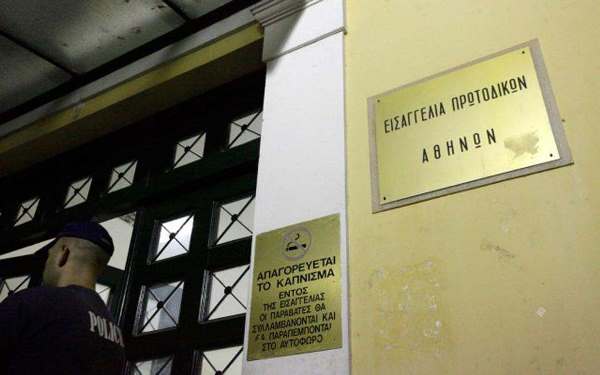 ΕΙΣΑΓΓΕΛΙΑ ΠΡΩΤΟΔΙΚΩΝ
ΑΘΗΝΩΝ
ΑΠΑΓΟΡΕΥΕΤΑΙ
ΤΟ ΚΑΠΝΙΣΜΑ
ΕΝΤΟΣ
ΤΗΣ ΕΙΣΑΓΓΕΛΙΑΣ
ΟΙ ΠΑΡΑΒΑΤΕΣ ΘΑ
ΣΥΛΛΑΜΒΑΝΟΝΤΑΙ ΚΑΙ
ΘΑ ΠΑΡΑΠΕΜΠΟΝΤΑΙ
ΣΤΟ ΑΥΤΟΦΩΡΟ
POLICE